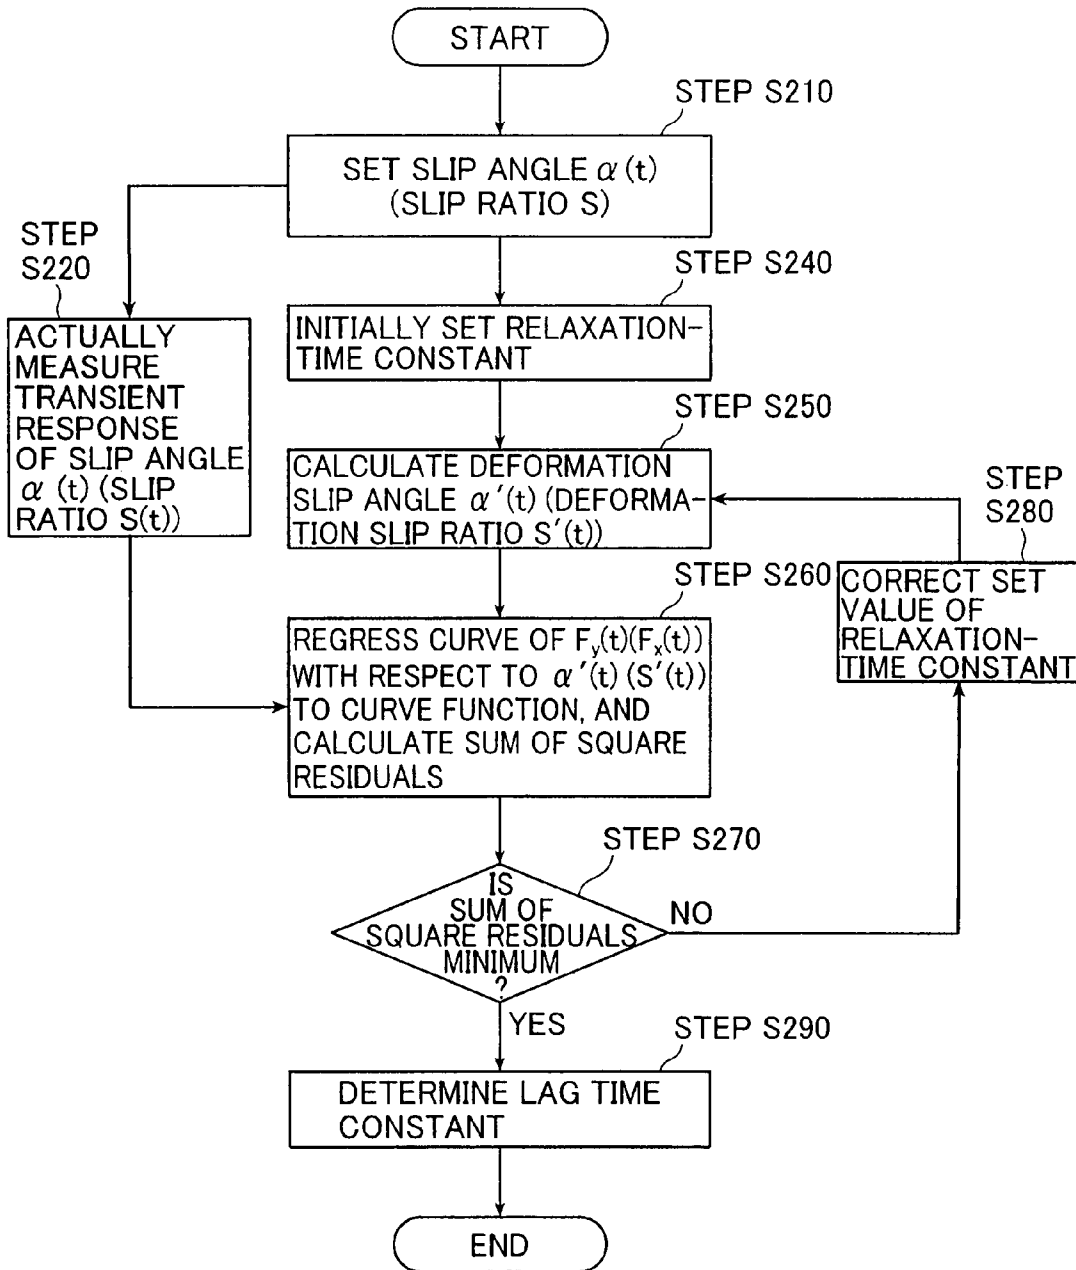 START
STEP S210
SET SLIP ANGLE α(t)
(SLIP RATIO S)
STEP
S220
ACTUALLY
MEASURE
TRANSIENT
RESPONSE
OF SLIP ANGLE
α (t) (SLIP
RATIO S(t))
STEP S240
INITIALLY SET RELAXATION-
TIME CONSTANT
STEP S250
CALCULATE DEFORMATION
SLIP ANGLE α′(t) (DEFORMA-
TION SLIP RATIO S′(t))
STEP
S280
CORRECT SET
VALUE OF
RELAXATION-
TIME CONSTANT
STEP S260
REGRESS CURVE OF Fy(t)(Fx(t))
WITH RESPECT TO α′(t) (S′(t))
TO CURVE FUNCTION, AND
CALCULATE SUM OF SQUARE
RESIDUALS
STEP S270
IS
SUM OF
SQUARE RESIDUALS
MINIMUM
?
NO
YES
STEP S290
DETERMINE LAG TIME
CONSTANT
END